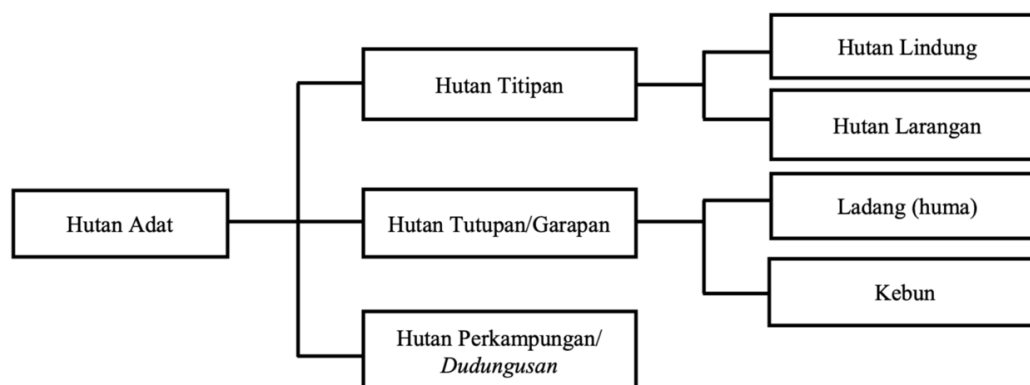 Hutan Adat
Hutan Titipan
Hutan Lindung
Hutan Larangan
Hutan Tutupan/Garapan
Ladang (huma)
Kebun
Hutan Perkampungan/
Dudungusan